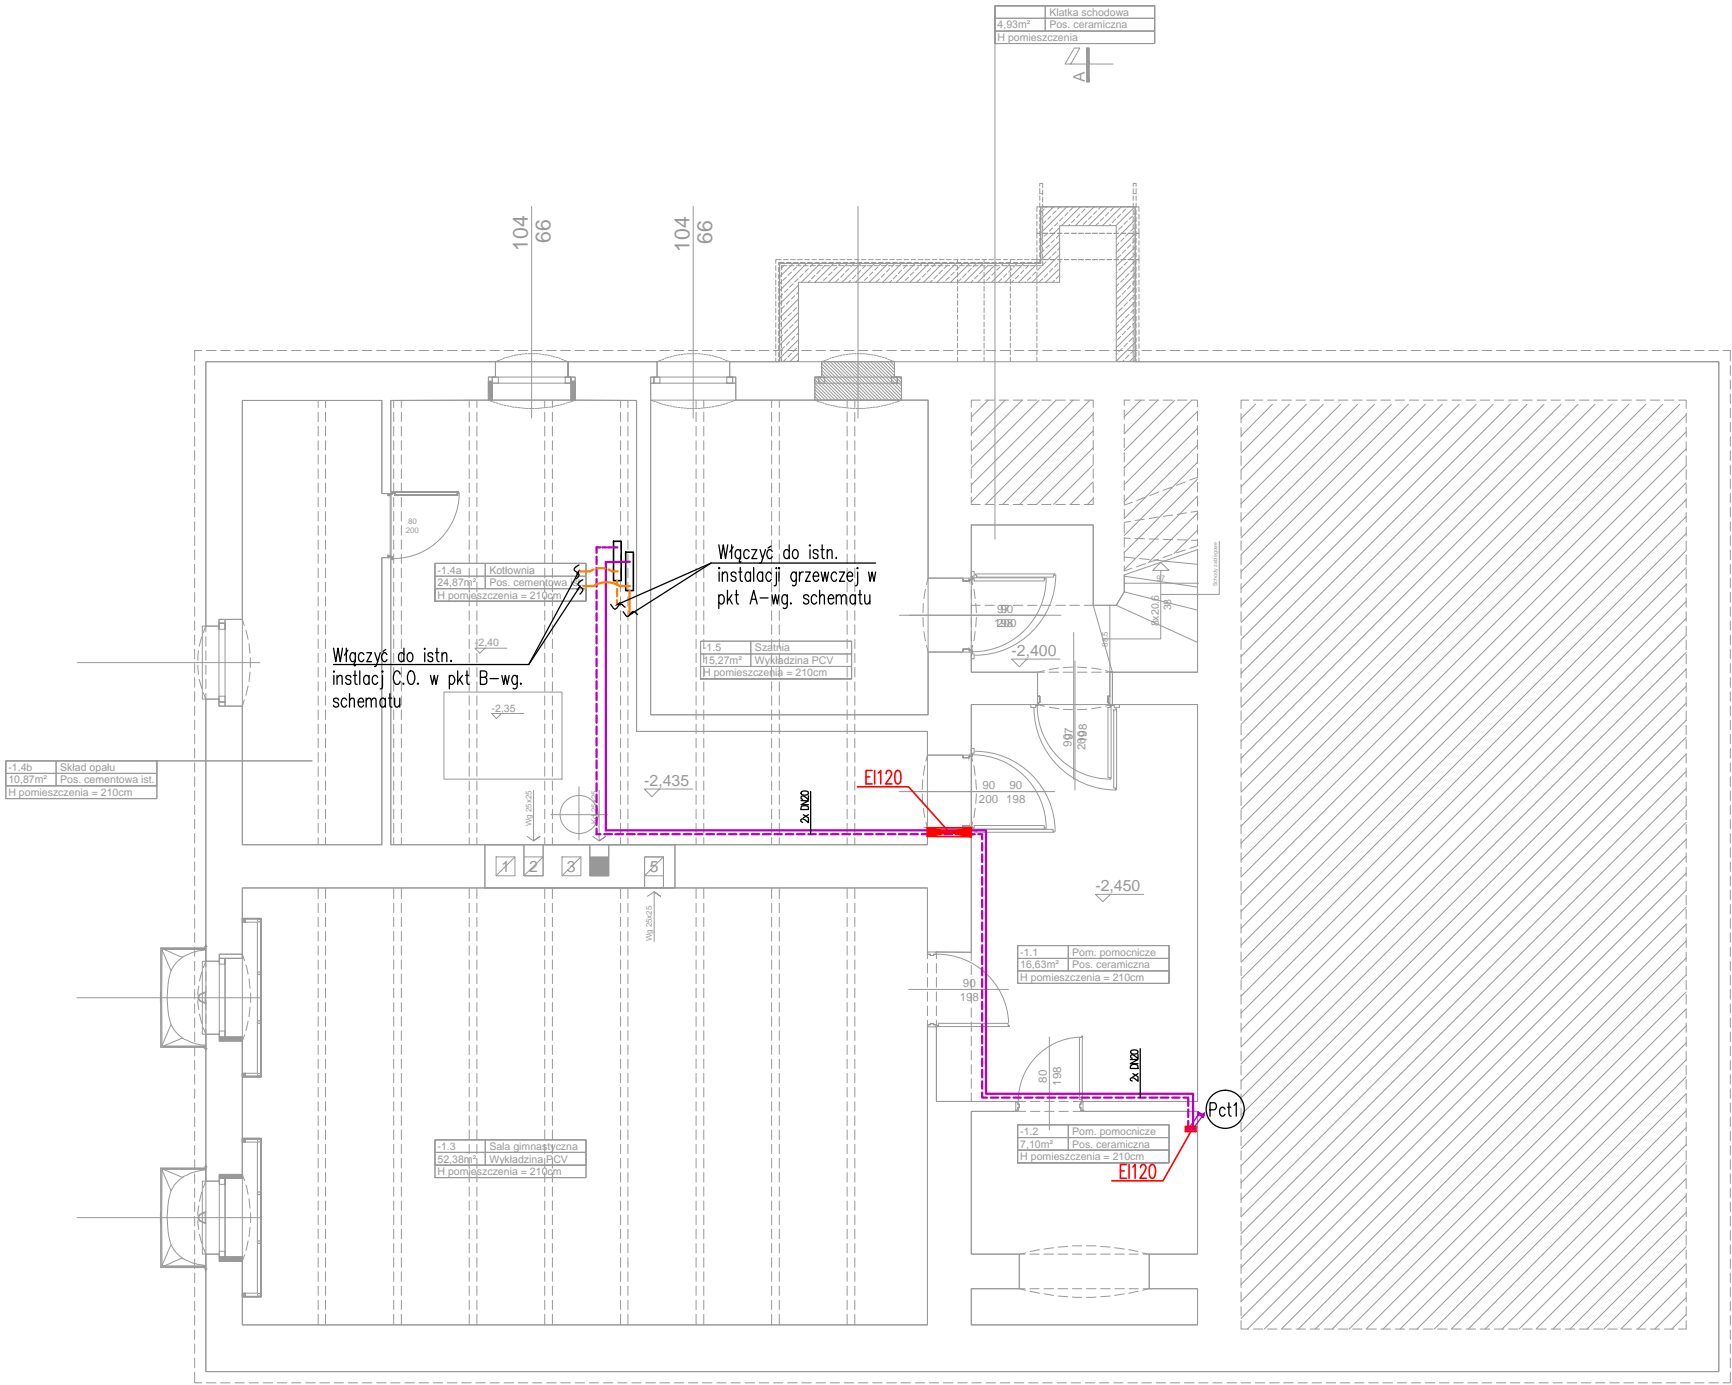 Klatka schodowa
4,93m² Pos. ceramiczna
H pomieszczenia
A
104
66
104
66
80
200
-1.4a Kotłownia
24,87m² Pos. cementowa
H pomieszczenia = 210cm
Włączyć do istn.
instalacji grzewczej w
pkt A-wg. schematu
-2,40
Włączyć do istn.
instlacj C.O. w pkt B-wg.
schematu
-2,35
-1.5 Szatnia
15,27m² Wykładzina PCV
H pomieszczenia = 210cm
90
-2,400
8x20,6
36
-1.4b Skład opału
10,87m² Pos. cementowa ist.
H pomieszczenia = 210cm
-2,435
EI120
90 90
200 198
2x DN20
Wg 25x25
1 2 3 5
Wg 25x25
-2,450
-1.1 Pom. pomocnicze
16,63m² Pos. ceramiczna
H pomieszczenia = 210cm
90
198
80
198
2x DN20
Pct1
-1.2 Pom. pomocnicze
7,10m² Pos. ceramiczna
H pomieszczenia = 210cm
EI120
-1.3 Sala gimnastyczna
52,38m² Wykładzina PCV
H pomieszczenia = 210cm